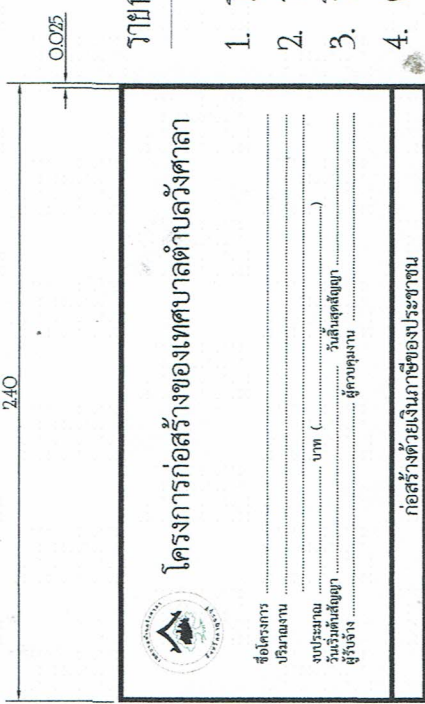 2.40
0.025
โครงการก่อสร้างของเทศบาลตำบลวังศาลา
ชื่อโครงการ
ปริมาณงาน
งบประมาณ ........ บาท (........)
วันเริ่มต้นสัญญา ........ วันสิ้นสุดสัญญา ........
ผู้รับจ้าง ........ ผู้ควบคุมงาน ........
ก่อสร้างด้วยเงินภาษีของประชาชน
1.
2.
3.
4.